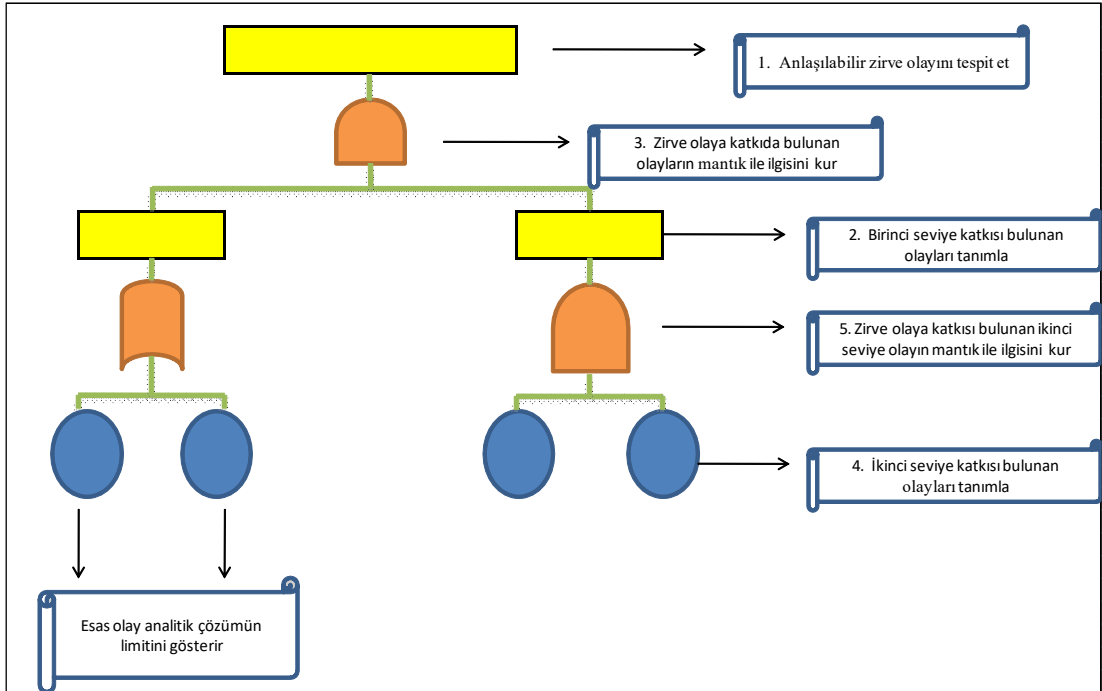 1. Anlaşılabilir zirve olayını tespit et
3. Zirve olaya katkıda bulunan
olayların mantık ile ilgisini kur
2. Birinci seviye katkısı bulunan
olayları tanımla
5. Zirve olaya katkısı bulunan ikinci
seviye olayın mantık ile ilgisini kur
4. İkinci seviye katkısı bulunan
olayları tanımla
Esas olay analitik çözümün
limitini gösterir